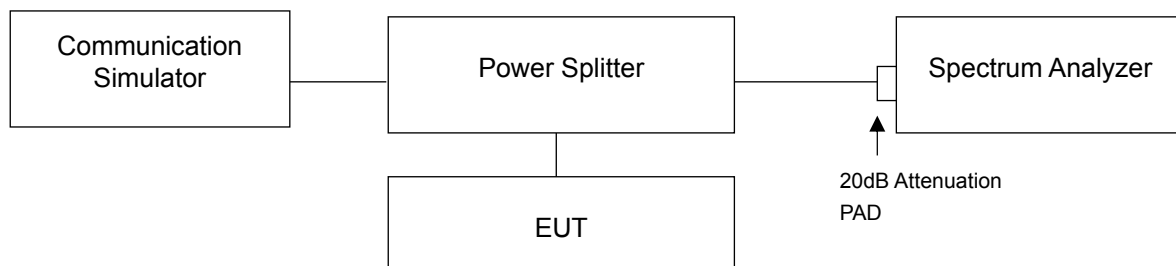 Communication
Simulator
Power Splitter
Spectrum Analyzer
20dB Attenuation
PAD
EUT